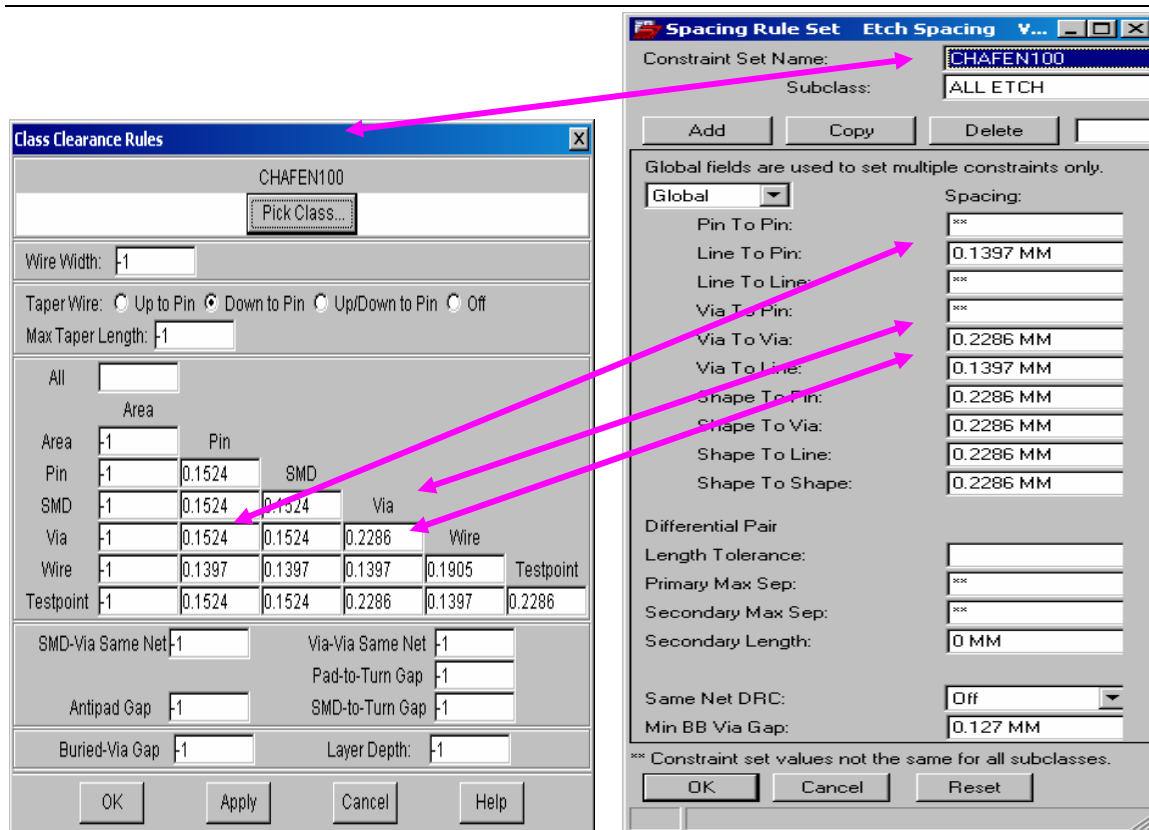 Spacing Rule Set Etch Spacing V...
Constraint Set Name: CHAFEN100
Subclass: ALL ETCH
Add Copy Delete
Global fields are used to set multiple constraints only.
Global Spacing:
Pin To Pin: **
Line To Pin: 0.1397 MM
Line To Line: **
Via To Pin: **
Via To Via: 0.2286 MM
Via To Line: 0.1397 MM
Shape To Pin: 0.2286 MM
Shape To Via: 0.2286 MM
Shape To Line: 0.2286 MM
Shape To Shape: 0.2286 MM
Differential Pair
Length Tolerance:
Primary Max Sep: **
Secondary Max Sep: **
Secondary Length: 0 MM
Same Net DRC: Off
Min BB Via Gap: 0.127 MM
** Constraint set values not the same for all subclasses.
OK Cancel Reset
Class Clearance Rules
CHAFEN100
Pick Class...
Wire Width: -1
Taper Wire: Up to Pin Down to Pin Up/Down to Pin Off
Max Taper Length: -1
All
Area
Area -1 Pin
Pin -1 0.1524 SMD
SMD -1 0.1524 0.1524 Via
Via -1 0.1524 0.1524 0.2286 Wire
Wire -1 0.1397 0.1397 0.1397 0.1905 Testpoint
Testpoint -1 0.1524 0.1524 0.2286 0.1397 0.2286
SMD-Via Same Net -1 Via-Via Same Net -1
Pad-to-Turn Gap -1
Antipad Gap -1 SMD-to-Turn Gap -1
Buried-Via Gap -1 Layer Depth: -1
OK Apply Cancel Help